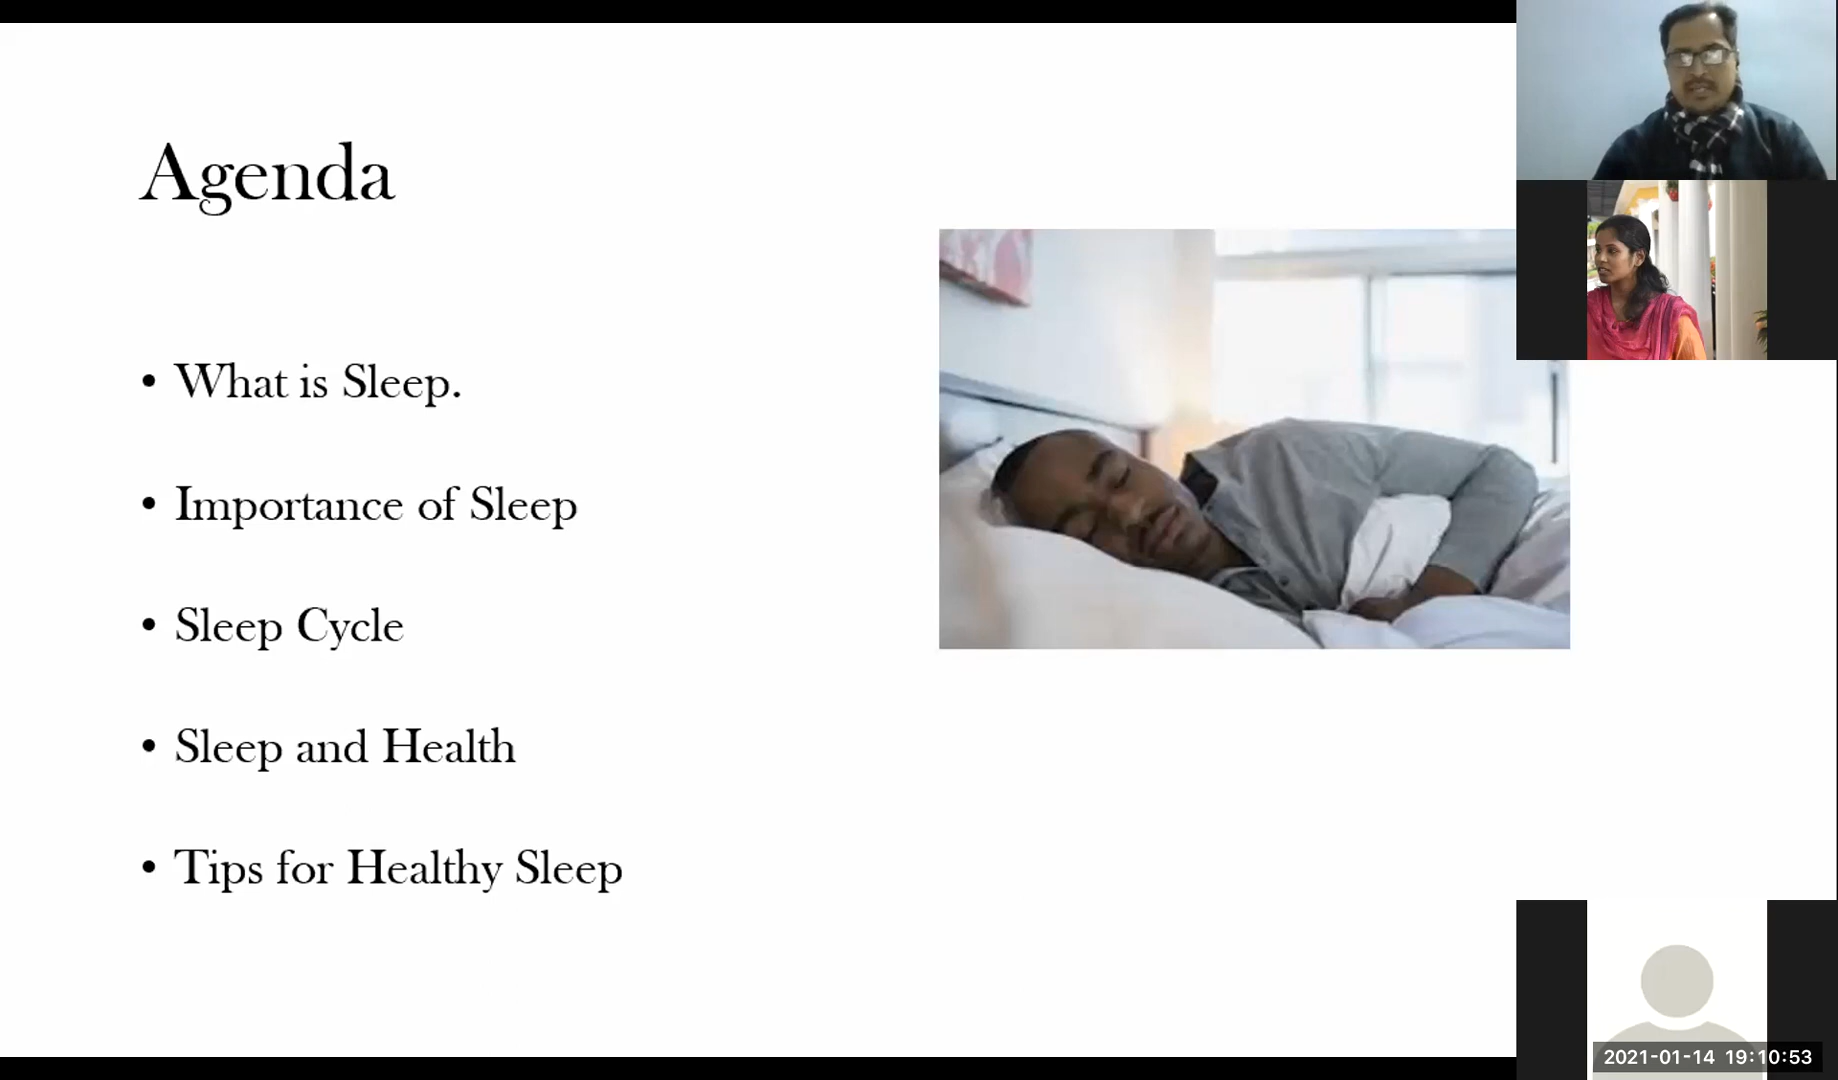 Agenda
• What is Sleep.
• Importance of Sleep
• Sleep Cycle
• Sleep and Health
• Tips for Healthy Sleep
2021-01-14 19:10:53